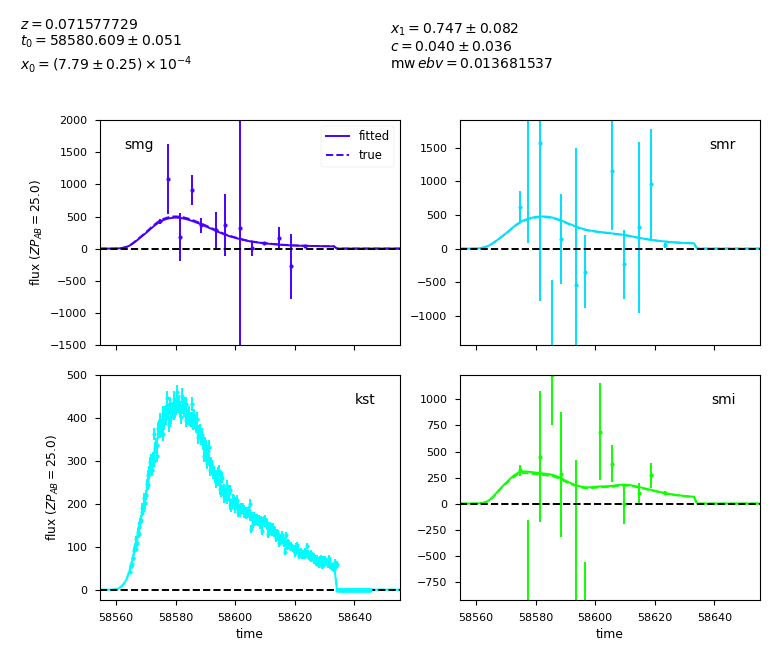 z = 0.071577729
t₀ = 58580.609 ± 0.051
x₀ = (7.79 ± 0.25) × 10⁻⁴
x₁ = 0.747 ± 0.082
c = 0.040 ± 0.036
mwebv = 0.013681537
smg
fitted
true
2000
1500
1000
500
0
−500
−1000
−1500
flux (ZP_AB = 25.0)
smr
1500
1000
500
0
−500
−1000
kst
500
400
300
200
100
0
flux (ZP_AB = 25.0)
58560 58580 58600 58620 58640
time
smi
1000
750
500
250
0
−250
−500
−750
58560 58580 58600 58620 58640
time